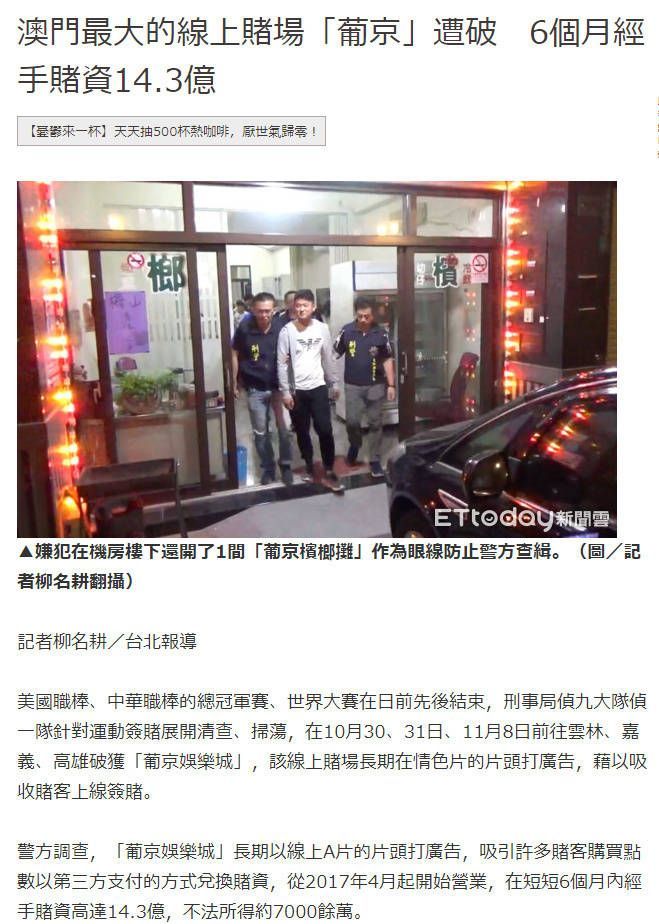 澳門最大的線上賭場「葡京」遭破　6個月經
手賭資14.3億
【憂鬱來一杯】天天抽500杯熱咖啡，厭世氣歸零！
榔
幼仔
檳
冷飲
刑警
ETtoday新聞雲
▲嫌犯在機房樓下還開了1間「葡京檳榔攤」作為眼線防止警方查緝。（圖／記
者柳名耕翻攝）
記者柳名耕／台北報導
美國職棒、中華職棒的總冠軍賽、世界大賽在日前先後結束，刑事局偵九大隊偵
一隊針對運動簽賭展開清查、掃蕩，在10月30、31日、11月8日前往雲林、嘉
義、高雄破獲「葡京娛樂城」，該線上賭場長期在情色片的片頭打廣告，藉以吸
收賭客上線簽賭。
警方調查，「葡京娛樂城」長期以線上A片的片頭打廣告，吸引許多賭客購買點
數以第三方支付的方式兌換賭資，從2017年4月起開始營業，在短短6個月內經
手賭資高達14.3億，不法所得約7000餘萬。